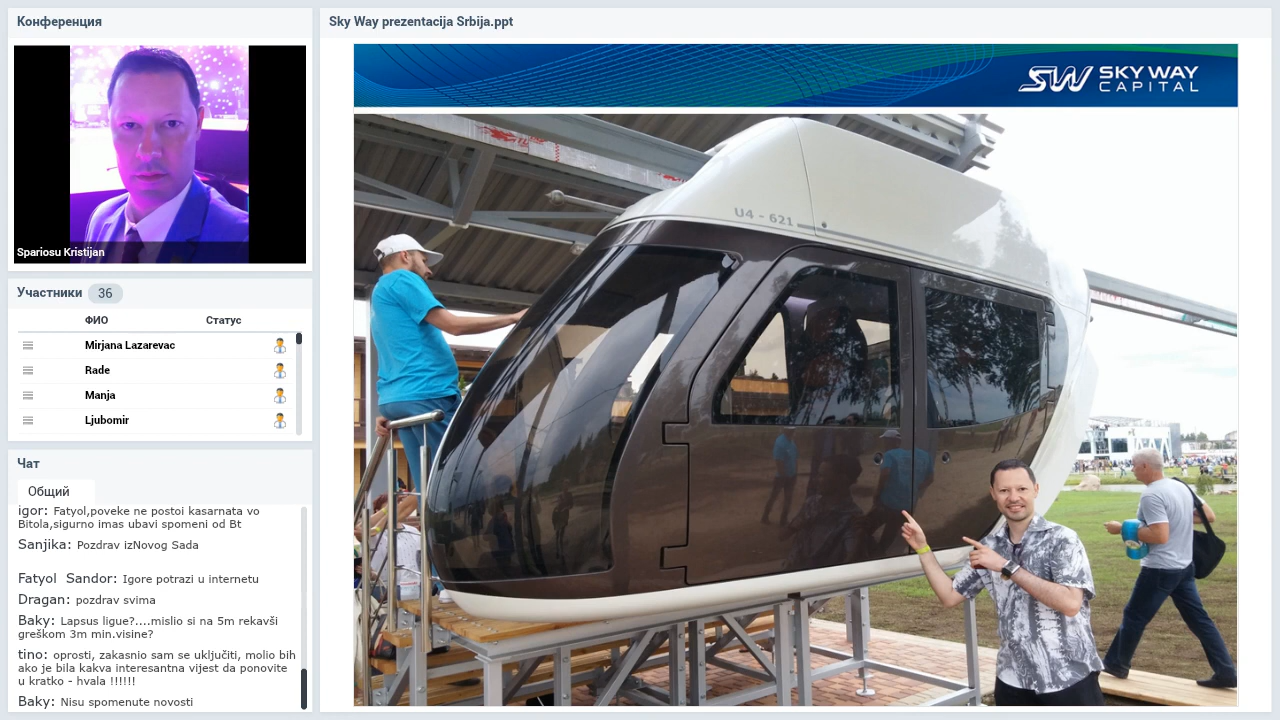 Конференция
Spariosu Kristijan
Участники 36
ФИО Статус
Mirjana Lazarevac
Rade
Manja
Ljubomir
Чат
Общий
igor: Fatyol,poveke ne postoi kasarnata vo
Bitola,sigurno imas ubavi spomeni od Bt
Sanjika: Pozdrav izNovog Sada
Fatyol Sandor: Igore potrazi u internetu
Dragan: pozdrav svima
Baky: Lapsus ligue?....mislio si na 5m rekavši
greškom 3m min.visine?
tino: oprosti, zakasnio sam se uključiti, molio bih
ako je bila kakva interesantna vijest da ponovite
u kratko - hvala !!!!!!
Baky: Nisu spomenute novosti
Sky Way prezentacija Srbija.ppt
SW SKY WAY
CAPITAL
U4 - 621